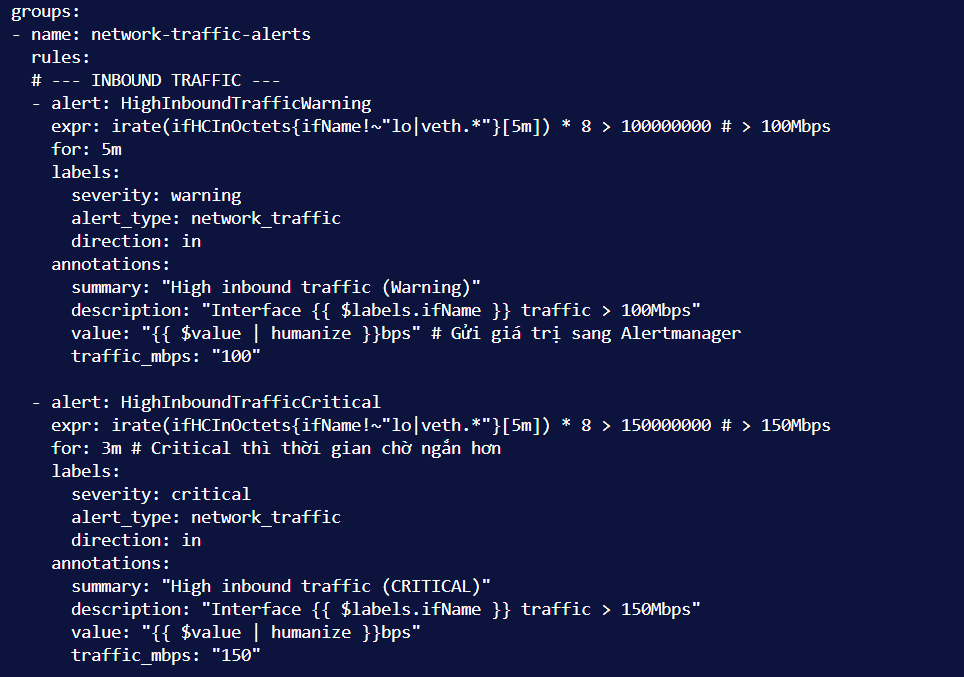 groups:
- name: network-traffic-alerts
  rules:
  # --- INBOUND TRAFFIC ---
  - alert: HighInboundTrafficWarning
    expr: irate(ifHCInOctets{ifName!~"lo|veth.*"}[5m]) * 8 > 100000000 # > 100Mbps
    for: 5m
    labels:
      severity: warning
      alert_type: network_traffic
      direction: in
    annotations:
      summary: "High inbound traffic (Warning)"
      description: "Interface {{ $labels.ifName }} traffic > 100Mbps"
      value: "{{ $value | humanize }}bps" # Gửi giá trị sang Alertmanager
      traffic_mbps: "100"

  - alert: HighInboundTrafficCritical
    expr: irate(ifHCInOctets{ifName!~"lo|veth.*"}[5m]) * 8 > 150000000 # > 150Mbps
    for: 3m # Critical thì thời gian chờ ngắn hơn
    labels:
      severity: critical
      alert_type: network_traffic
      direction: in
    annotations:
      summary: "High inbound traffic (CRITICAL)"
      description: "Interface {{ $labels.ifName }} traffic > 150Mbps"
      value: "{{ $value | humanize }}bps"
      traffic_mbps: "150"